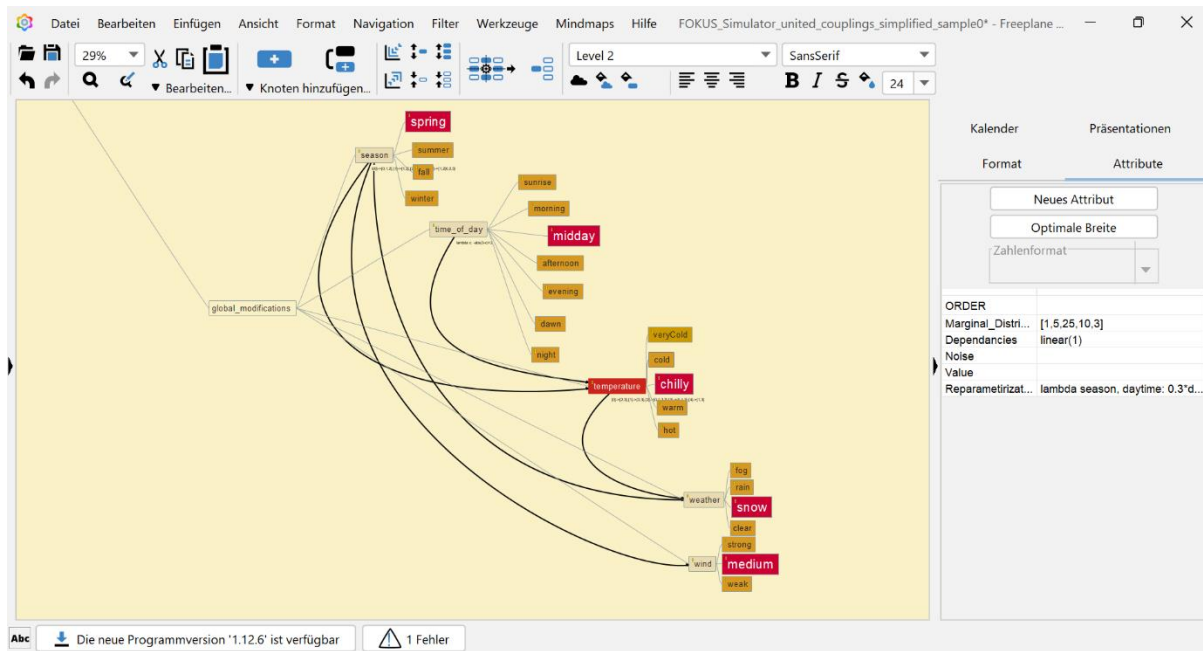 Datei Bearbeiten Einfügen Ansicht Format Navigation Filter Werkzeuge Mindmaps Hilfe FOKUS_Simulator_united_couplings_simplified_sample0* - Freeplane ...
29%
Level 2
SansSerif
Bearbeiten...
Knoten hinzufügen...
B I S 24
spring
season
summer
fall
winter
sunrise
morning
time_of_day
midday
afternoon
evening
dawn
night
global_modifications
veryCold
cold
temperature
chilly
warm
hot
fog
rain
weather
snow
clear
strong
wind
medium
weak
Kalender Präsentationen
Format Attribute
Neues Attribut
Optimale Breite
Zahlenformat
ORDER
Marginal_Distri... [1,5,25,10,3]
Dependancies linear(1)
Noise
Value
Reparametirizat... lambda season, daytime: 0.3*d...
Abc Die neue Programmversion '1.12.6' ist verfügbar 1 Fehler